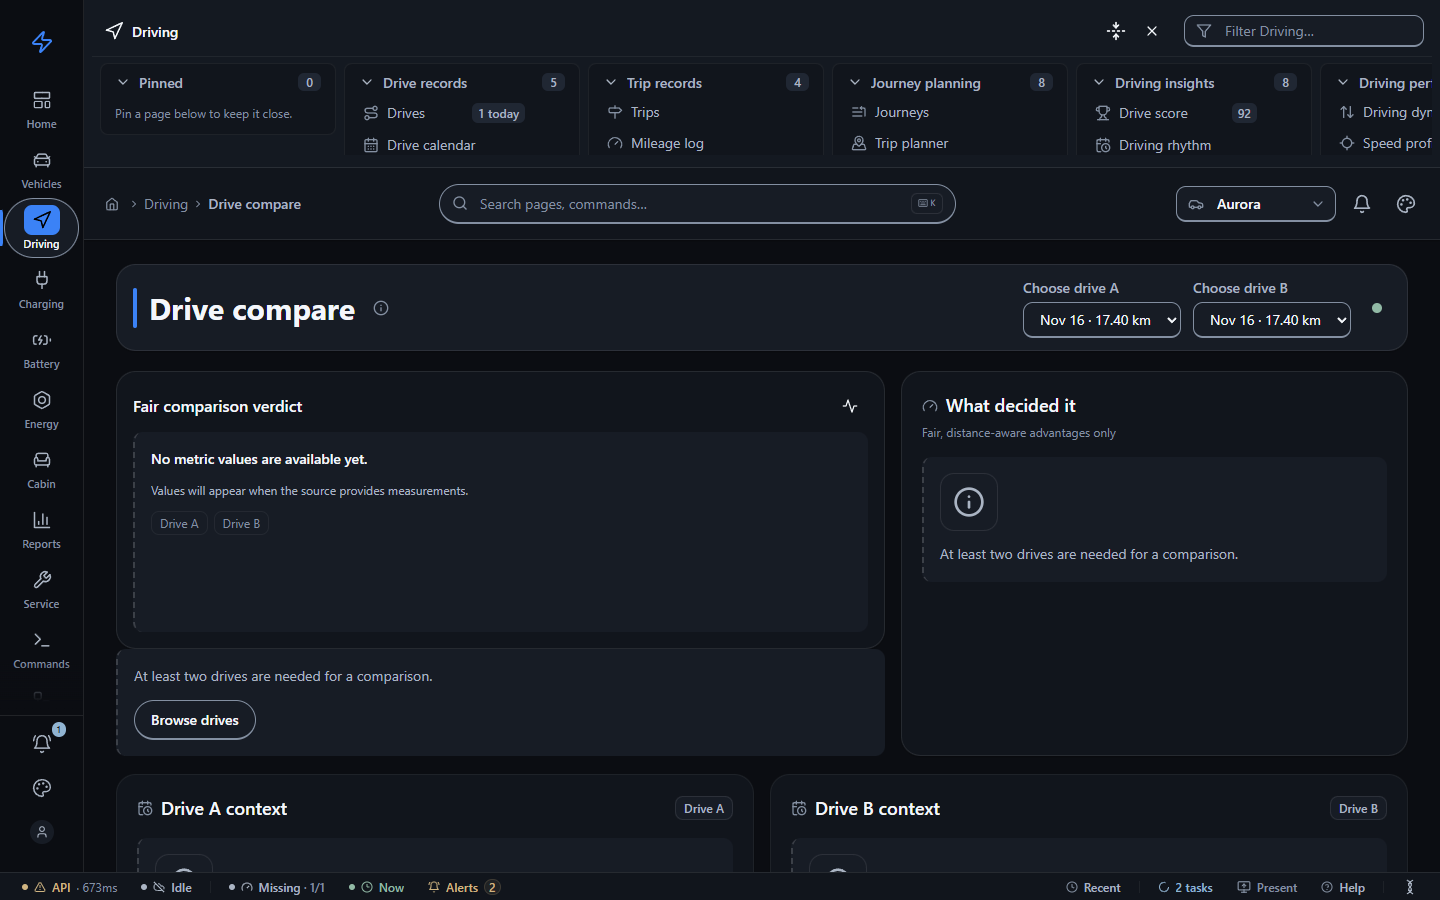 Driving
Filter Driving...
Pinned 0
Pin a page below to keep it close.
Drive records 5
Drives 1 today
Drive calendar
Trip records 4
Trips
Mileage log
Journey planning 8
Journeys
Trip planner
Driving insights 8
Drive score 92
Driving rhythm
Driving per
Driving dyn
Speed prof
Home
Vehicles
Driving
Charging
Battery
Energy
Cabin
Reports
Service
Commands
1
Driving
Drive compare
Search pages, commands...
K
Aurora
Drive compare
Choose drive A
Nov 16 · 17.40 km
Choose drive B
Nov 16 · 17.40 km
Fair comparison verdict
No metric values are available yet.
Values will appear when the source provides measurements.
Drive A Drive B
At least two drives are needed for a comparison.
Browse drives
What decided it
Fair, distance-aware advantages only
At least two drives are needed for a comparison.
Drive A context Drive A
Drive B context Drive B
API · 673ms
Idle
Missing · 1/1
Now
Alerts 2
Recent
2 tasks
Present
Help